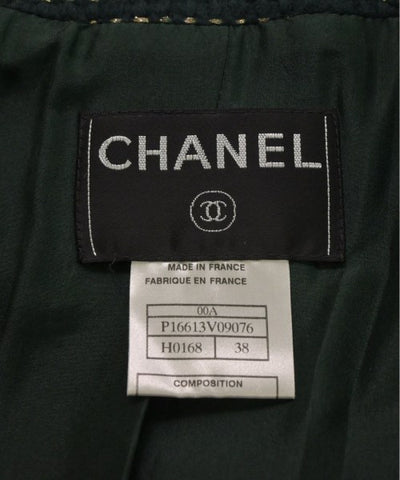 CHANEL
MADE IN FRANCE
FABRIQUE EN FRANCE
00A
P16613V09076
H0168 38
COMPOSITION